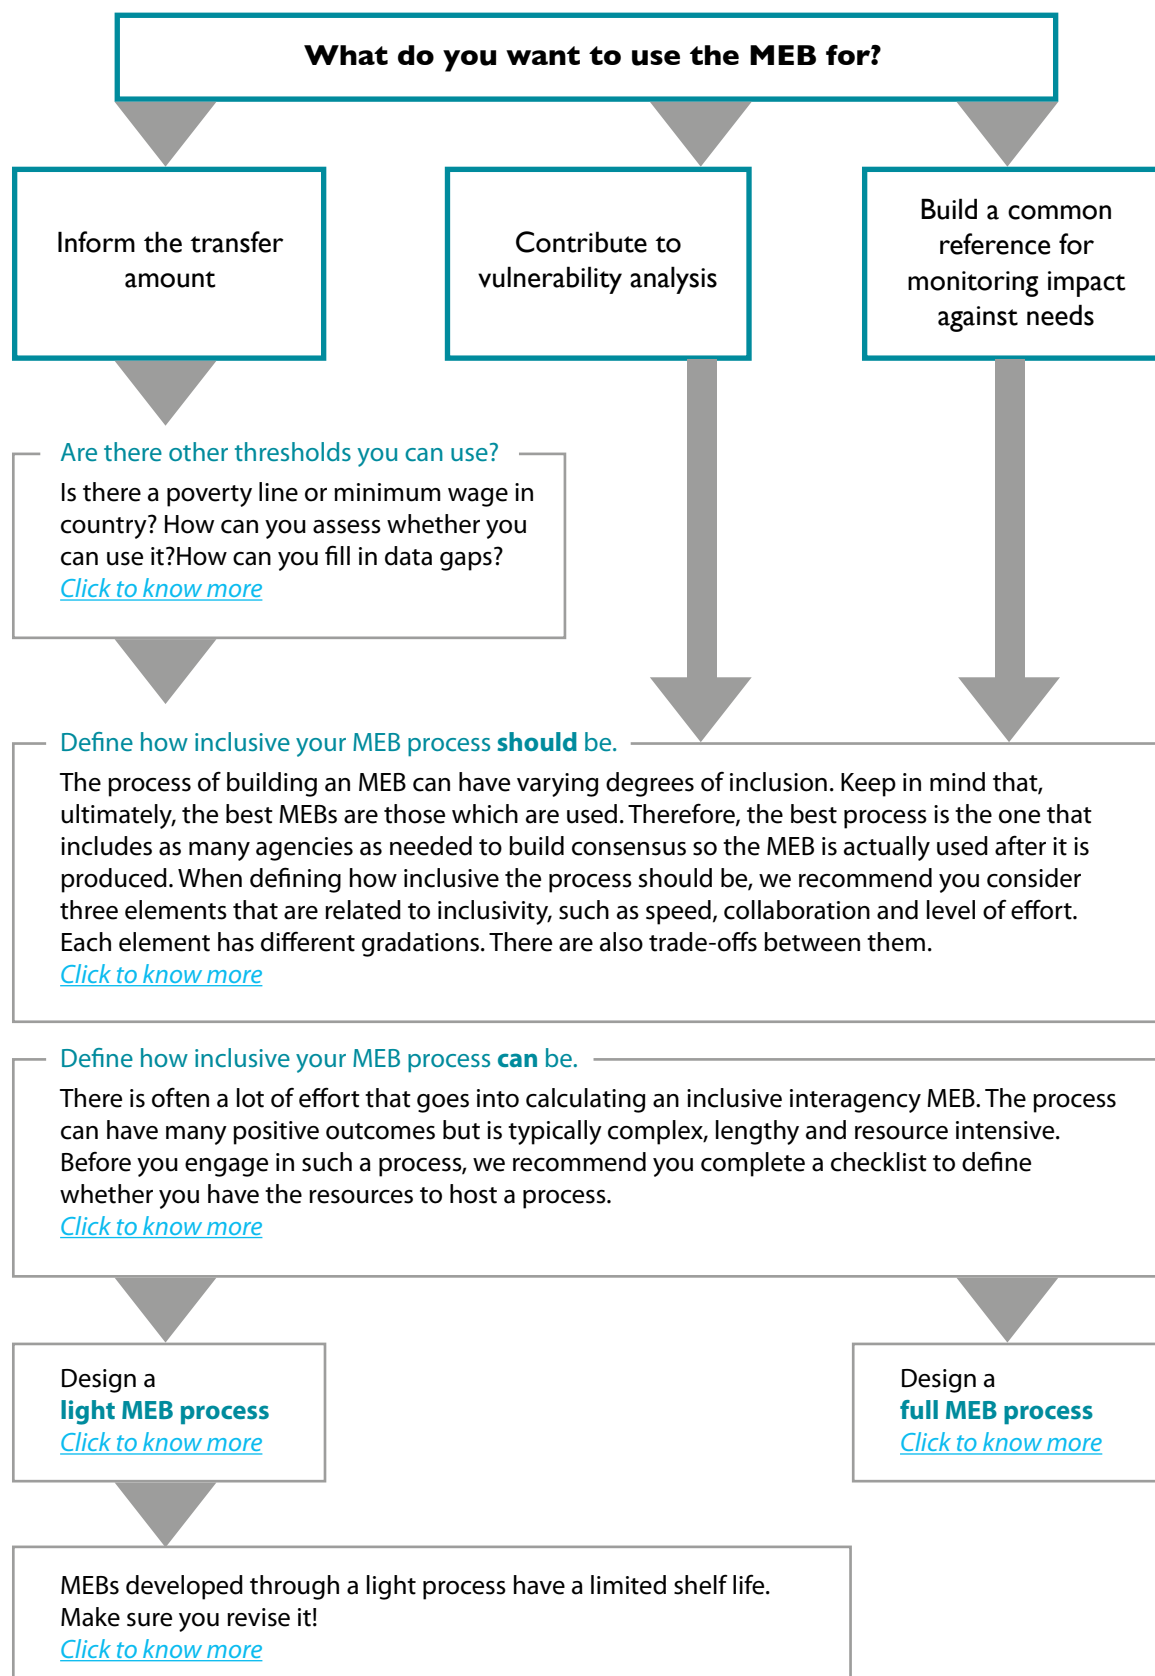 What do you want to use the MEB for?
Inform the transfer
amount
Contribute to
vulnerability analysis
Build a common
reference for
monitoring impact
against needs
Are there other thresholds you can use?
Is there a poverty line or minimum wage in
country? How can you assess whether you
can use it?How can you fill in data gaps?
Click to know more
Define how inclusive your MEB process should be.
The process of building an MEB can have varying degrees of inclusion. Keep in mind that,
ultimately, the best MEBs are those which are used. Therefore, the best process is the one that
includes as many agencies as needed to build consensus so the MEB is actually used after it is
produced. When defining how inclusive the process should be, we recommend you consider
three elements that are related to inclusivity, such as speed, collaboration and level of effort.
Each element has different gradations. There are also trade-offs between them.
Click to know more
Define how inclusive your MEB process can be.
There is often a lot of effort that goes into calculating an inclusive interagency MEB. The process
can have many positive outcomes but is typically complex, lengthy and resource intensive.
Before you engage in such a process, we recommend you complete a checklist to define
whether you have the resources to host a process.
Click to know more
Design a
light MEB process
Click to know more
Design a
full MEB process
Click to know more
MEBs developed through a light process have a limited shelf life.
Make sure you revise it!
Click to know more